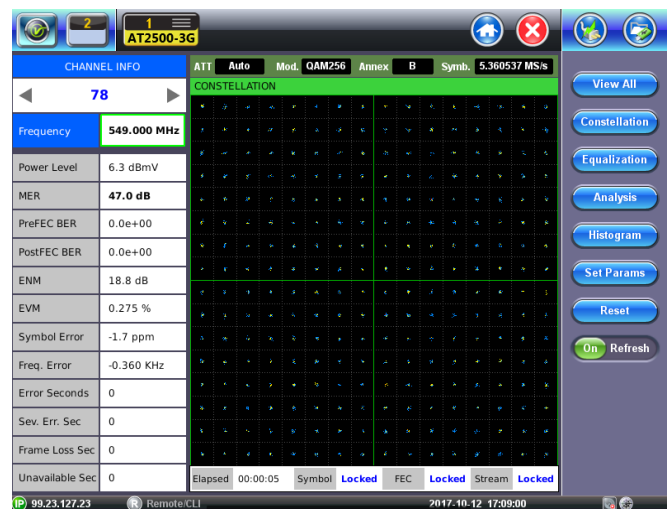 2
1
AT2500-3G
CHANNEL INFO
78
Frequency 549.000 MHz
Power Level 6.3 dBmV
MER 47.0 dB
PreFEC BER 0.0e+00
PostFEC BER 0.0e+00
ENM 18.8 dB
EVM 0.275 %
Symbol Error -1.7 ppm
Freq. Error -0.360 KHz
Error Seconds 0
Sev. Err. Sec 0
Frame Loss Sec 0
Unavailable Sec 0
ATT Auto Mod. QAM256 Annex B Symb. 5.360537 MS/s
CONSTELLATION
Elapsed 00:00:05 Symbol Locked FEC Locked Stream Locked
View All
Constellation
Equalization
Analysis
Histogram
Set Params
Reset
On Refresh
IP 99.23.127.23 R Remote/CLI 2017-10-12 17:09:00